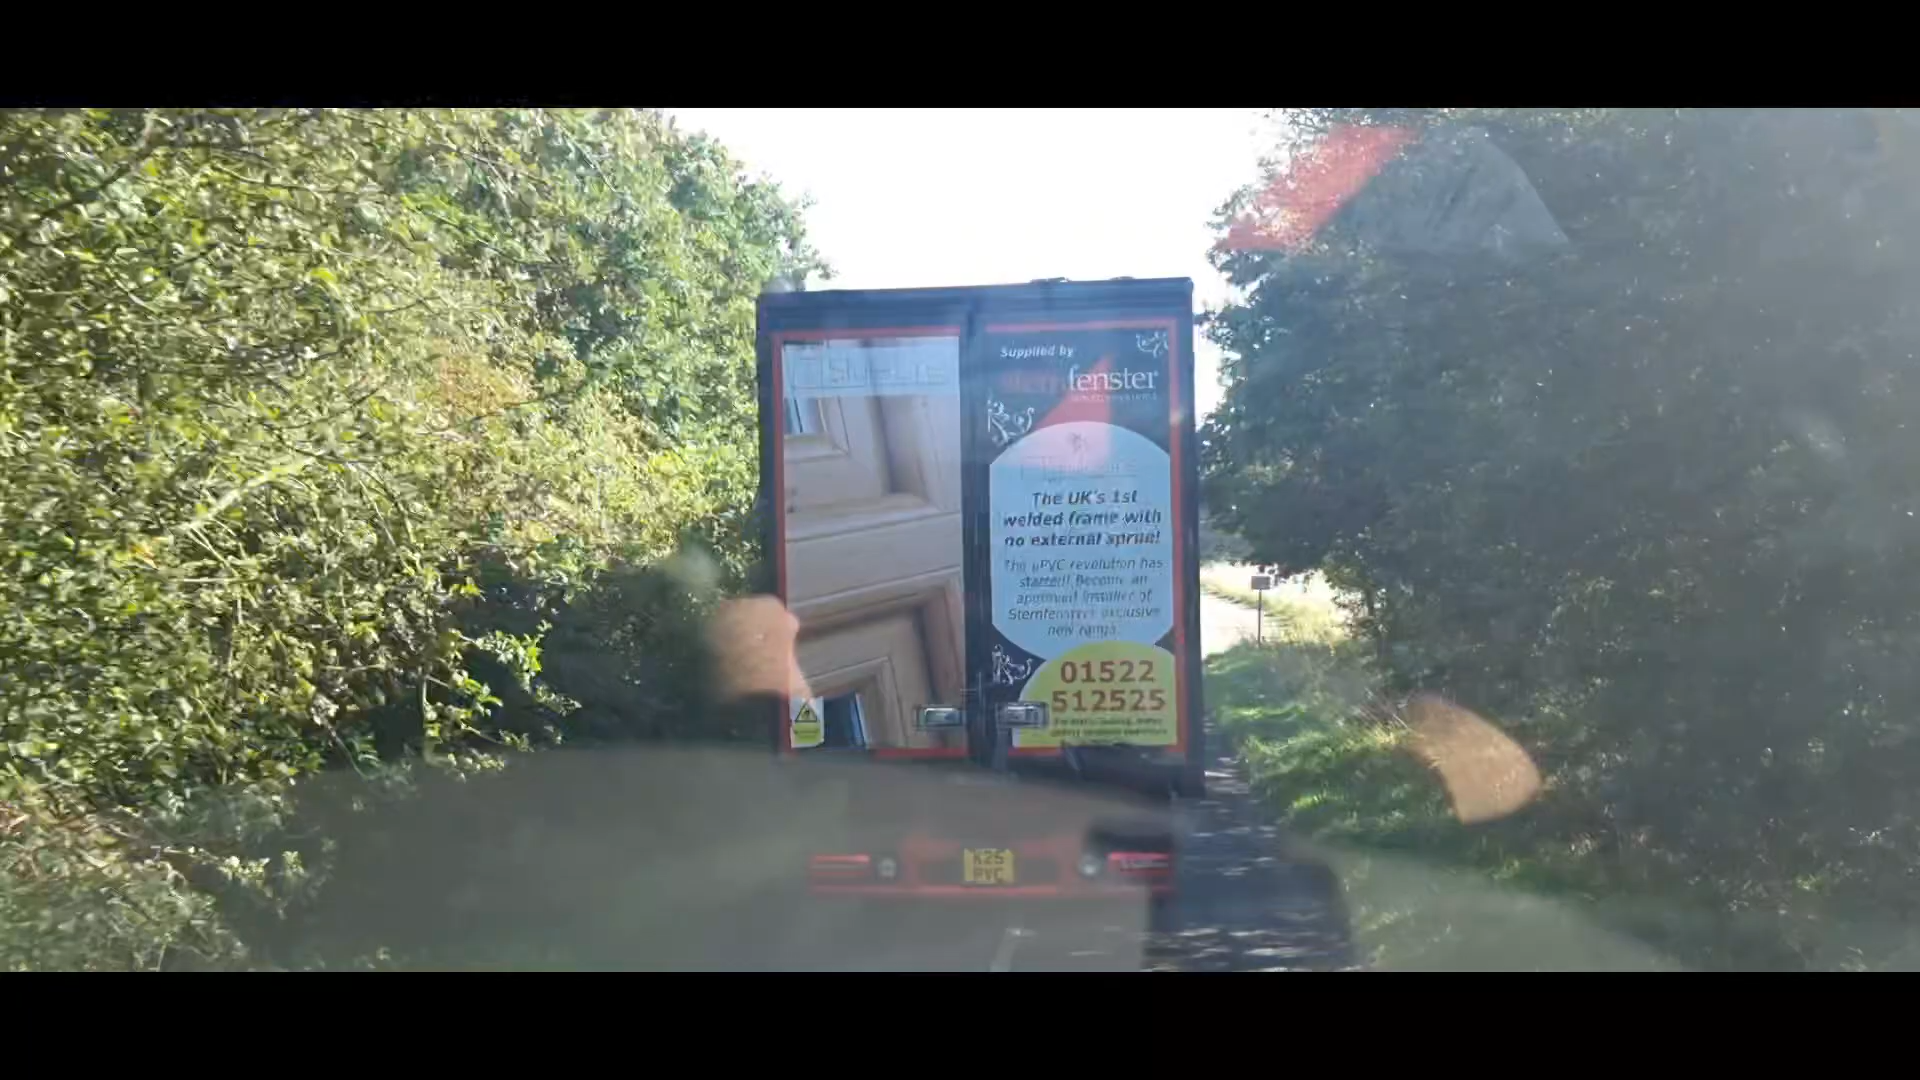 Supplied by
sternfenster
The UK's 1st
welded frame with
no external sprue!
The uPVC revolution has
started! Become an
approved installer of
Sternfenster's exclusive
new range.
01522
512525
K25
PVC